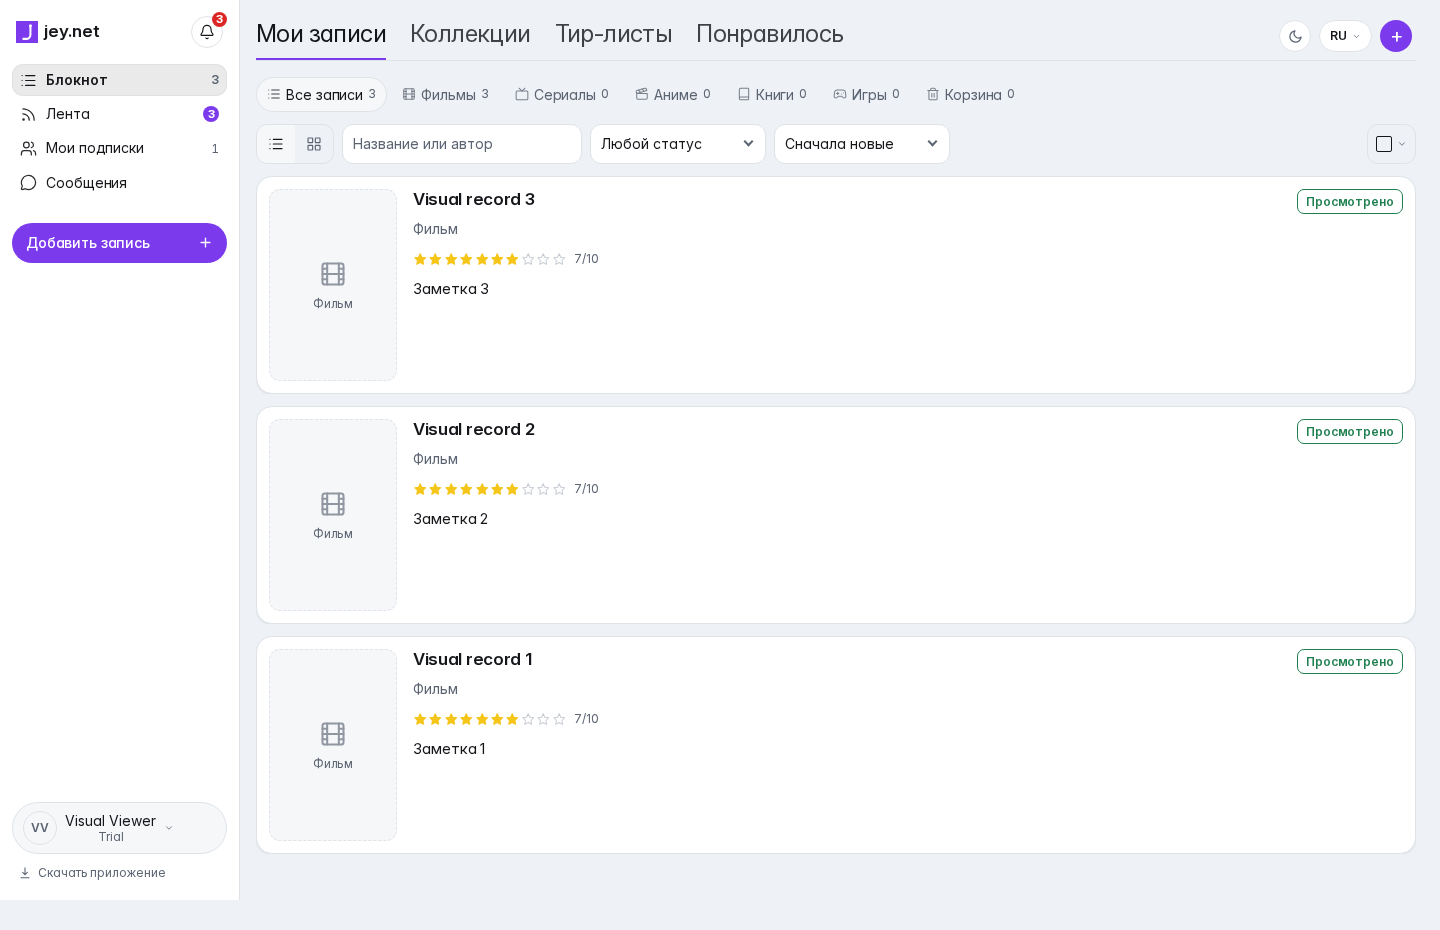 jey.net
3
Блокнот 3
Лента 3
Мои подписки 1
Сообщения
Добавить запись +
Visual Viewer
VV
Trial
Скачать приложение
Мои записи Коллекции Тир-листы Понравилось
RU
+
Все записи 3 Фильмы 3 Сериалы 0 Аниме 0 Книги 0 Игры 0 Корзина 0
Название или автор Любой статус Сначала новые
Visual record 3 Просмотрено
Фильм
7/10
Заметка 3
Фильм
Visual record 2 Просмотрено
Фильм
7/10
Заметка 2
Фильм
Visual record 1 Просмотрено
Фильм
7/10
Заметка 1
Фильм